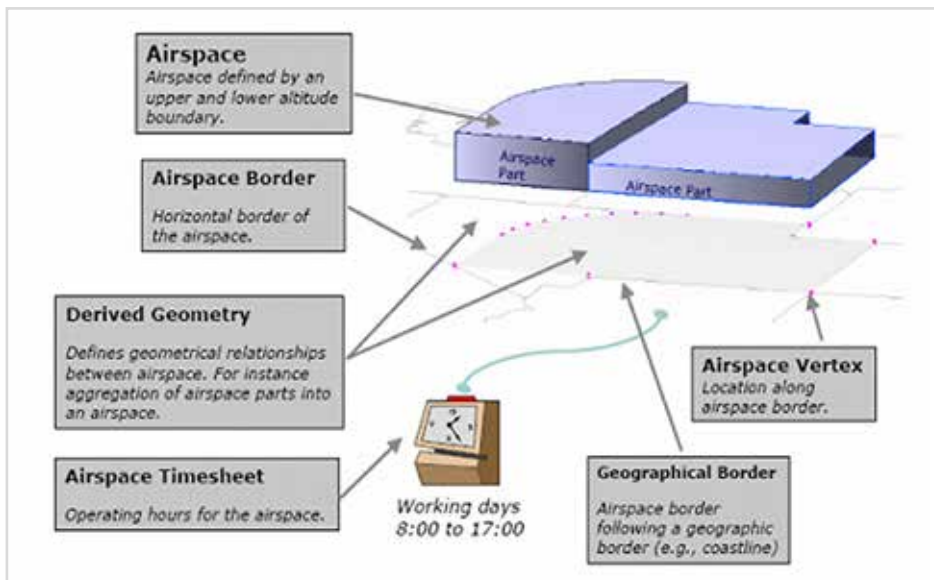 Airspace
Airspace defined by an
upper and lower altitude
boundary.
Airspace
Part
Airspace Part
Airspace Border
Horizontal border of
the airspace.
Derived Geometry
Defines geometrical relationships
between airspace. For instance
aggregation of airspace parts into
an airspace.
Airspace Vertex
Location along
airspace border.
Airspace Timesheet
Operating hours for the airspace.
Working days
8:00 to 17:00
Geographical Border
Airspace border
following a geographic
border (e.g., coastline)